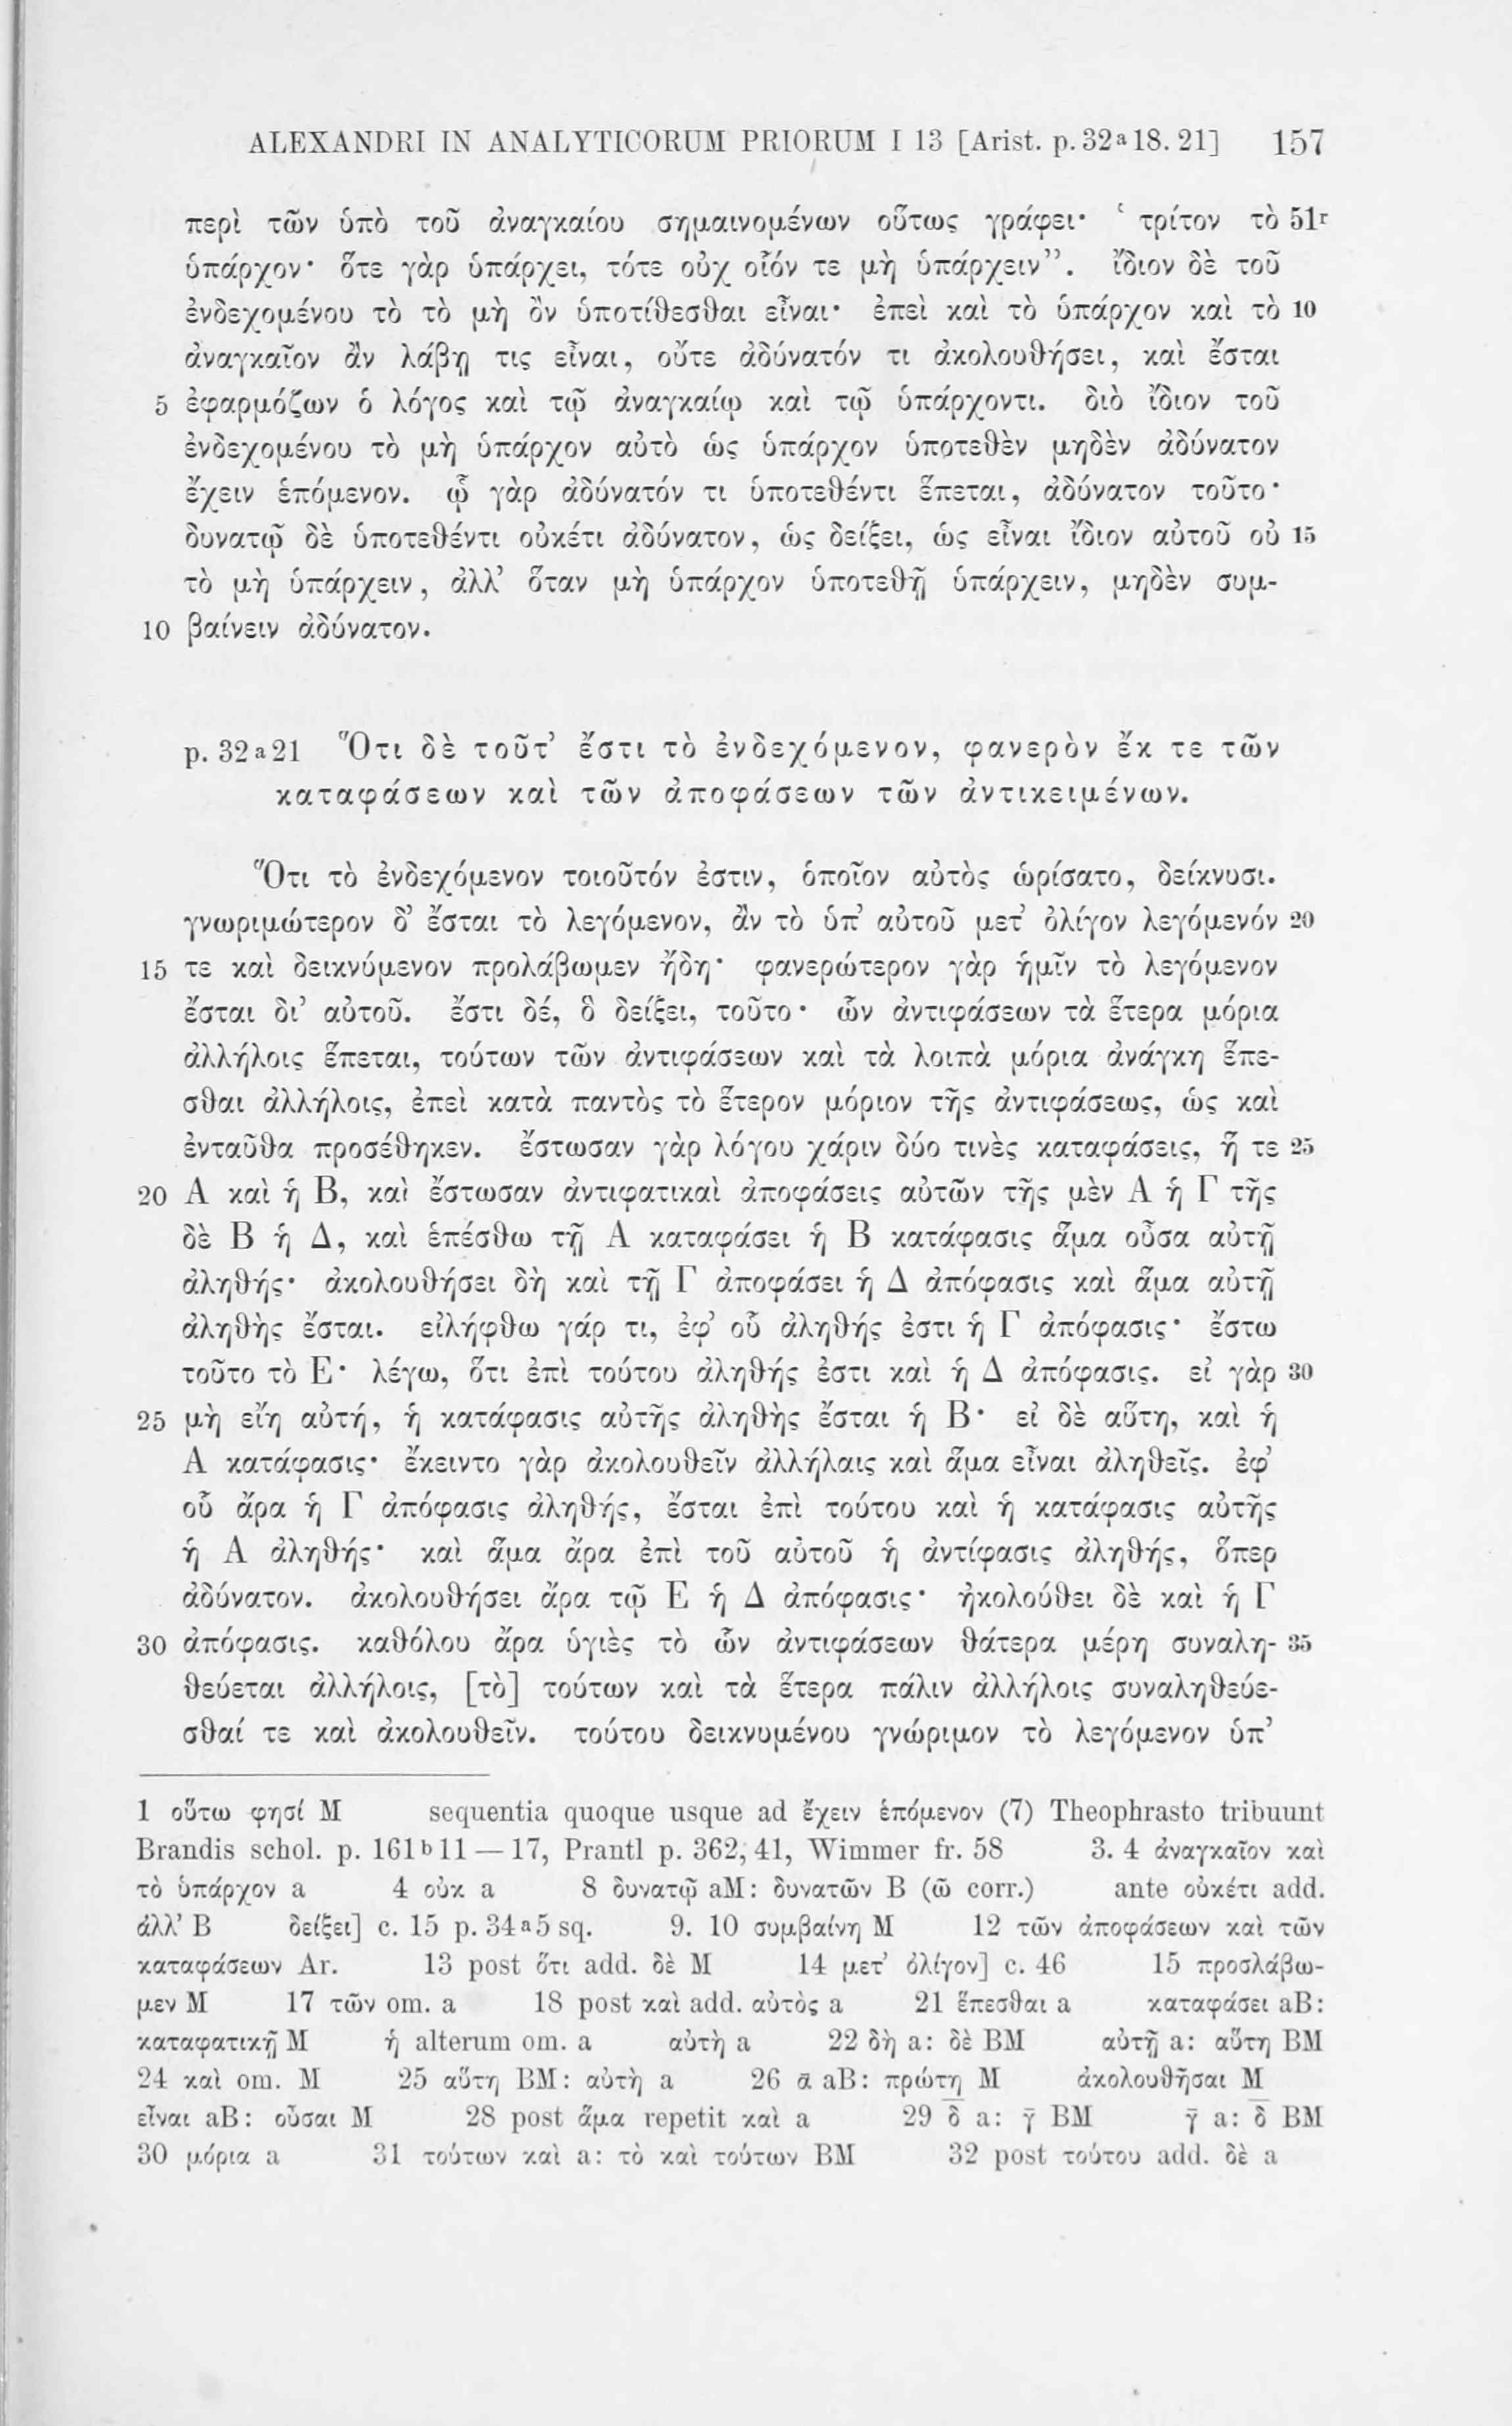 ALEXANDRI IN ANALYTICORUM PRIORUM I 13 [Arist. p. 32a 18. 21] 157
περὶ τῶν ὑπὸ τοῦ ἀναγκαίου σημαινομένων οὕτως γράφει· ‘ τρίτον τὸ 51r
ὑπάρχον· ὅτε γὰρ ὑπάρχει, τότε οὐχ οἷόν τε μὴ ὑπάρχειν”. ἴδιον δὲ τοῦ
ἐνδεχομένου τὸ τὸ μὴ ὂν ὑποτίθεσθαι εἶναι· ἐπεὶ καὶ τὸ ὑπάρχον καὶ τὸ 10
ἀναγκαῖον ἂν λάβῃ τις εἶναι, οὔτε ἀδύνατόν τι ἀκολουθήσει, καὶ ἔσται
5 ἐφαρμόζων ὁ λόγος καὶ τῷ ἀναγκαίῳ καὶ τῷ ὑπάρχοντι. διὸ ἴδιον τοῦ
ἐνδεχομένου τὸ μὴ ὑπάρχον αὐτὸ ὡς ὑπάρχον ὑποτεθὲν μηδὲν ἀδύνατον
ἔχειν ἑπόμενον. ᾧ γὰρ ἀδύνατόν τι ὑποτεθέντι ἕπεται, ἀδύνατον τοῦτο·
δυνατῷ δὲ ὑποτεθέντι οὐκέτι ἀδύνατον, ὡς δείξει, ὡς εἶναι ἴδιον αὐτοῦ οὐ 15
τὸ μὴ ὑπάρχειν, ἀλλ’ ὅταν μὴ ὑπάρχον ὑποτεθῇ ὑπάρχειν, μηδὲν συμ-
10 βαίνειν ἀδύνατον.
p. 32a21 Ὅτι δὲ τοῦτ’ ἔστι τὸ ἐνδεχόμενον, φανερὸν ἔκ τε τῶν
καταφάσεων καὶ τῶν ἀποφάσεων τῶν ἀντικειμένων.
Ὅτι τὸ ἐνδεχόμενον τοιοῦτόν ἐστιν, ὁποῖον αὐτὸς ὡρίσατο, δείκνυσι.
γνωριμώτερον δ’ ἔσται τὸ λεγόμενον, ἂν τὸ ὑπ’ αὐτοῦ μετ’ ὀλίγον λεγόμενόν 20
15 τε καὶ δεικνύμενον προλάβωμεν ἤδη· φανερώτερον γὰρ ἡμῖν τὸ λεγόμενον
ἔσται δι’ αὐτοῦ. ἔστι δέ, ὃ δείξει, τοῦτο· ὧν ἀντιφάσεων τὰ ἕτερα μόρια
ἀλλήλοις ἕπεται, τούτων τῶν ἀντιφάσεων καὶ τὰ λοιπὰ μόρια ἀνάγκη ἕπε-
σθαι ἀλλήλοις, ἐπεὶ κατὰ παντὸς τὸ ἕτερον μόριον τῆς ἀντιφάσεως, ὡς καὶ
ἐνταῦθα προσέθηκεν. ἔστωσαν γὰρ λόγου χάριν δύο τινὲς καταφάσεις, ἥ τε 25
20 Α καὶ ἡ Β, καὶ ἔστωσαν ἀντιφατικαὶ ἀποφάσεις αὐτῶν τῆς μὲν Α ἡ Γ τῆς
δὲ Β ἡ Δ, καὶ ἑπέσθω τῇ Α καταφάσει ἡ Β κατάφασις ἅμα οὖσα αὐτῇ
ἀληθής· ἀκολουθήσει δὴ καὶ τῇ Γ ἀποφάσει ἡ Δ ἀπόφασις καὶ ἅμα αὐτῇ
ἀληθὴς ἔσται. εἰλήφθω γάρ τι, ἐφ’ οὗ ἀληθής ἐστι ἡ Γ ἀπόφασις· ἔστω
τοῦτο τὸ Ε· λέγω, ὅτι ἐπὶ τούτου ἀληθής ἐστι καὶ ἡ Δ ἀπόφασις. εἰ γὰρ 30
25 μὴ εἴη αὐτή, ἡ κατάφασις αὐτῆς ἀληθὴς ἔσται ἡ Β· εἰ δὲ αὕτη, καὶ ἡ
Α κατάφασις· ἔκειντο γὰρ ἀκολουθεῖν ἀλλήλαις καὶ ἅμα εἶναι ἀληθεῖς. ἐφ’
οὗ ἄρα ἡ Γ ἀπόφασις ἀληθής, ἔσται ἐπὶ τούτου καὶ ἡ κατάφασις αὐτῆς
ἡ Α ἀληθής· καὶ ἅμα ἄρα ἐπὶ τοῦ αὐτοῦ ἡ ἀντίφασις ἀληθής, ὅπερ
ἀδύνατον. ἀκολουθήσει ἄρα τῷ Ε ἡ Δ ἀπόφασις· ἠκολούθει δὲ καὶ ἡ Γ
30 ἀπόφασις. καθόλου ἄρα ὑγιὲς τὸ ὧν ἀντιφάσεων θάτερα μέρη συναλη- 35
θεύεται ἀλλήλοις, [τὸ] τούτων καὶ τὰ ἕτερα πάλιν ἀλλήλοις συναληθεύε-
σθαί τε καὶ ἀκολουθεῖν. τούτου δεικνυμένου γνώριμον τὸ λεγόμενον ὑπ’
1 οὕτω φησί M sequentia quoque usque ad ἔχειν ἑπόμενον (7) Theophrasto tribuunt
Brandis schol. p. 161b 11 — 17, Prantl p. 362, 41, Wimmer fr. 58 3. 4 ἀναγκαῖον καὶ
τὸ ὑπάρχον a 4 οὐκ a 8 δυνατῷ aM: δυνατῶν B (ῶ corr.) ante οὐκέτι add.
ἀλλ’ B δείξει] c. 15 p. 34a5 sq. 9. 10 συμβαίνη M 12 τῶν ἀποφάσεων καὶ τῶν
καταφάσεων Ar. 13 post ὅτι add. δὲ M 14 μετ’ ὀλίγον] c. 46 15 προσλάβω-
μεν M 17 τῶν om. a 18 post καὶ add. αὐτὸς a 21 ἕπεσθαι a καταφάσει aB:
καταφατικῇ M ἡ alterum om. a αὐτὴ a 22 δὴ a: δὲ BM αὐτῇ a: αὕτη BM
24 καὶ om. M 25 αὕτη BM: αὐτὴ a 26 ᾱ aB: πρώτη M ἀκολουθῆσαι M
εἶναι aB: οὖσαι M 28 post ἅμα repetit καὶ a 29 δ̄ a: γ̄ BM γ̄ a: δ̄ BM
30 μόρια a 31 τούτων καὶ a: τὸ καὶ τούτων BM 32 post τούτου add. δὲ a